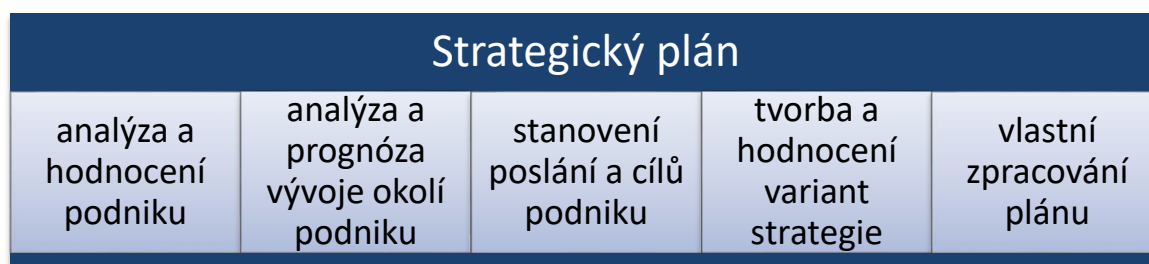 Strategický plán
analýza a
hodnocení
podniku
analýza a
prognóza
vývoje okolí
podniku
stanovení
poslání a cílů
podniku
tvorba a
hodnocení
variant
strategie
vlastní
zpracování
plánu